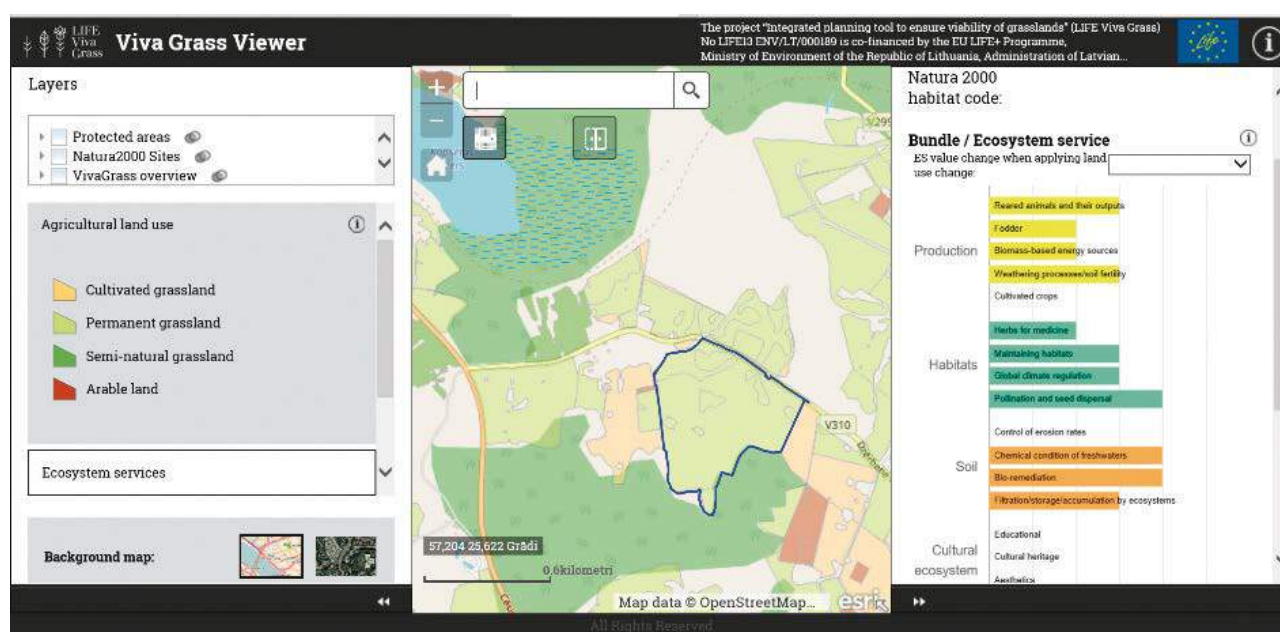 LIFE
Viva
Grass
Viva Grass Viewer
The project "Integrated planning tool to ensure viability of grasslands" (LIFE Viva Grass)
No LIFE13 ENV/LT/000189 is co-financed by the EU LIFE+ Programme,
Ministry of Environment of the Republic of Lithuania, Administration of Latvian...
Life
i
Layers
Protected areas
Natura2000 Sites
VivaGrass overview
Agricultural land use
i
Cultivated grassland
Permanent grassland
Semi-natural grassland
Arable land
Ecosystem services
Background map:
+
−
V299
V310
57,204 25,622 Grādi
0,6kilometri
Map data © OpenStreetMap...
esri
Natura 2000
habitat code:
Bundle / Ecosystem service
i
ES value change when applying land
use change:
Production
Reared animals and their outputs
Fodder
Biomass-based energy sources
Weathering processes/soil fertility
Cultivated crops
Habitats
Herbs for medicine
Maintaining habitats
Global climate regulation
Pollination and seed dispersal
Soil
Control of erosion rates
Chemical condition of freshwaters
Bio-remediation
Filtration/storage/accumulation by ecosystems
Cultural
ecosystem
Educational
Cultural heritage
Aesthetics
All Rights Reserved